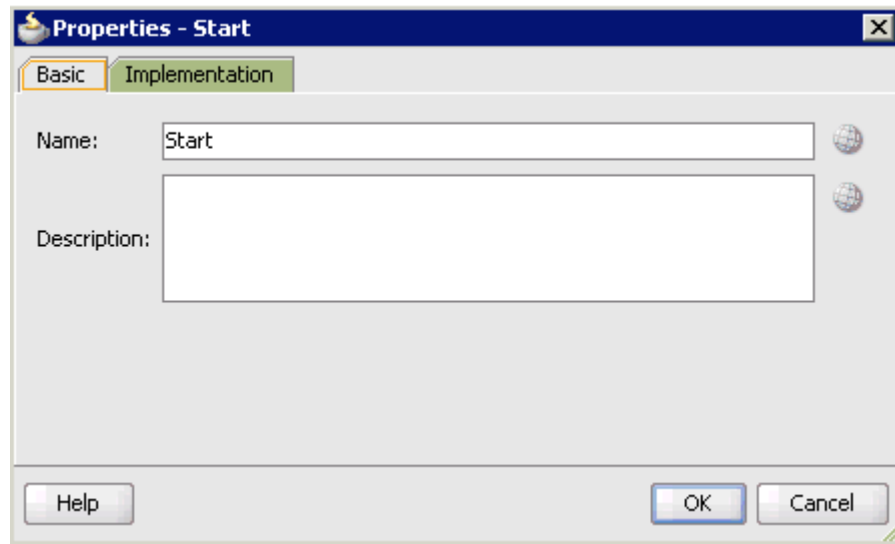 Properties - Start
Basic Implementation
Name: Start
Description:
Help OK Cancel